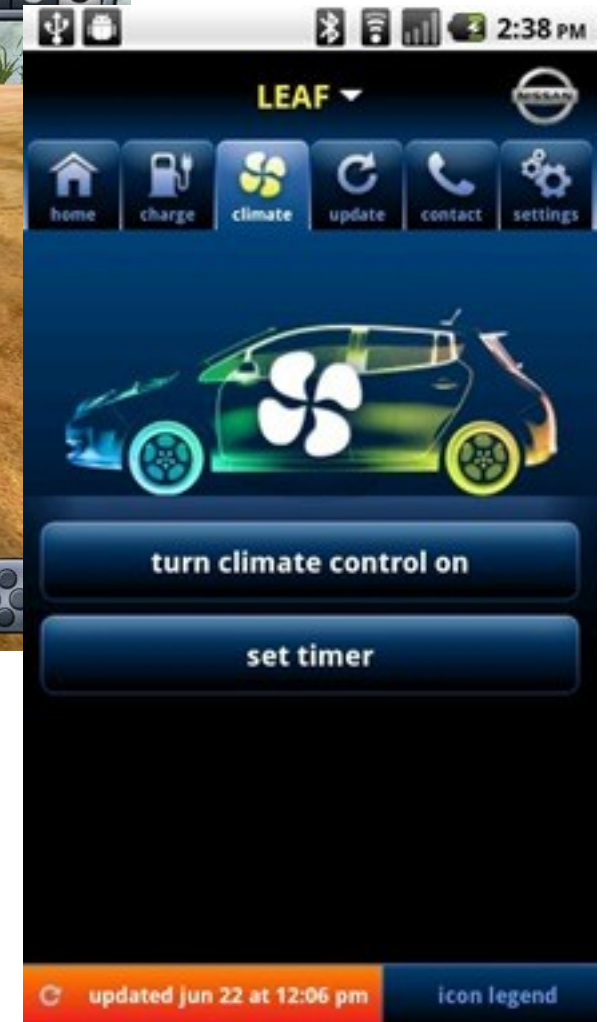 2:38 PM
LEAF
NISSAN
home charge climate update contact settings
turn climate control on
set timer
updated jun 22 at 12:06 pm icon legend